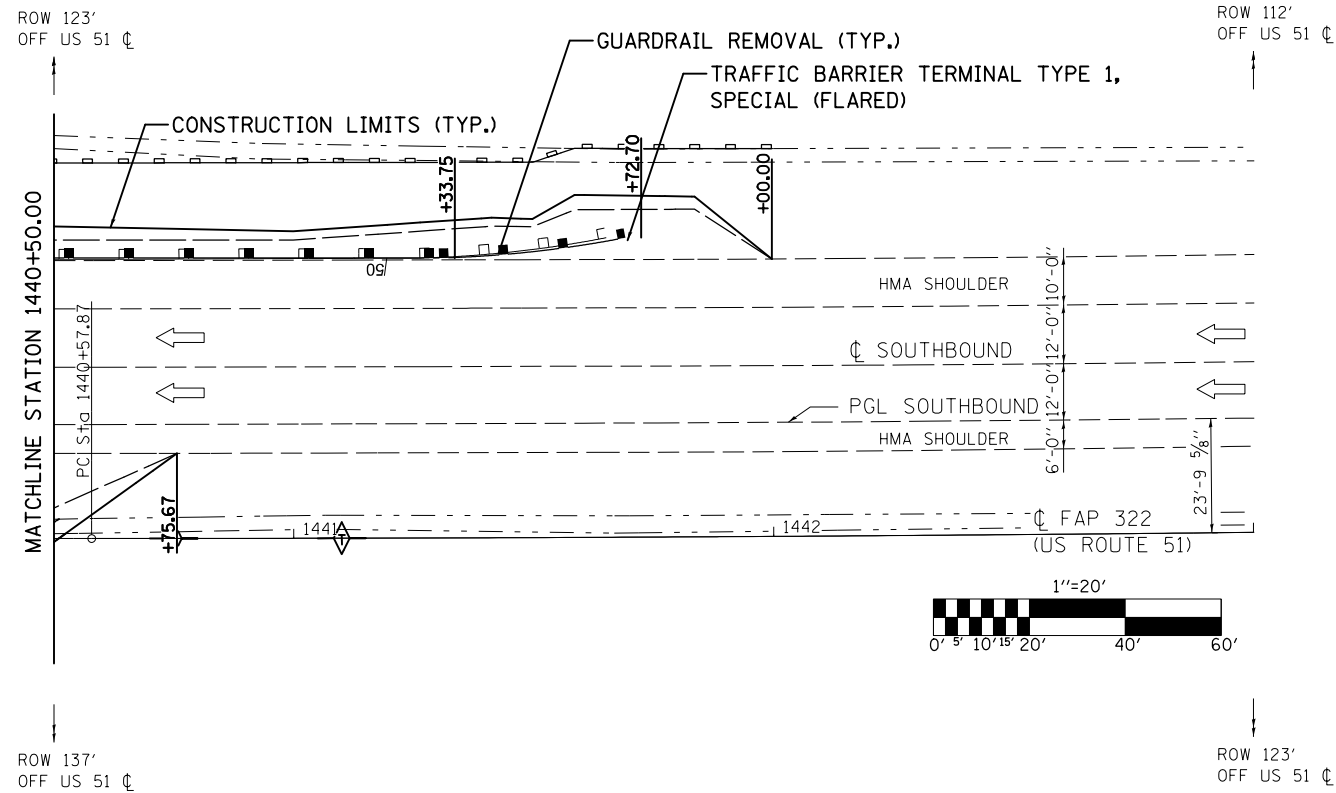 ROW 123'
OFF US 51 ℄
ROW 112'
OFF US 51 ℄
GUARDRAIL REMOVAL (TYP.)
TRAFFIC BARRIER TERMINAL TYPE 1,
SPECIAL (FLARED)
CONSTRUCTION LIMITS (TYP.)
+33.75
+72.70
+00.00
MATCHLINE STATION 1440+50.00
50
HMA SHOULDER
10'-0"
PC Sta 1440+57.87
12'-0"
℄ SOUTHBOUND
12'-0"
PGL SOUTHBOUND
HMA SHOULDER
6'-0"
23'-9 5/8"
+75.67
1441
T
1442
℄ FAP 322
(US ROUTE 51)
1"=20'
0' 5' 10' 15' 20' 40' 60'
ROW 137'
OFF US 51 ℄
ROW 123'
OFF US 51 ℄